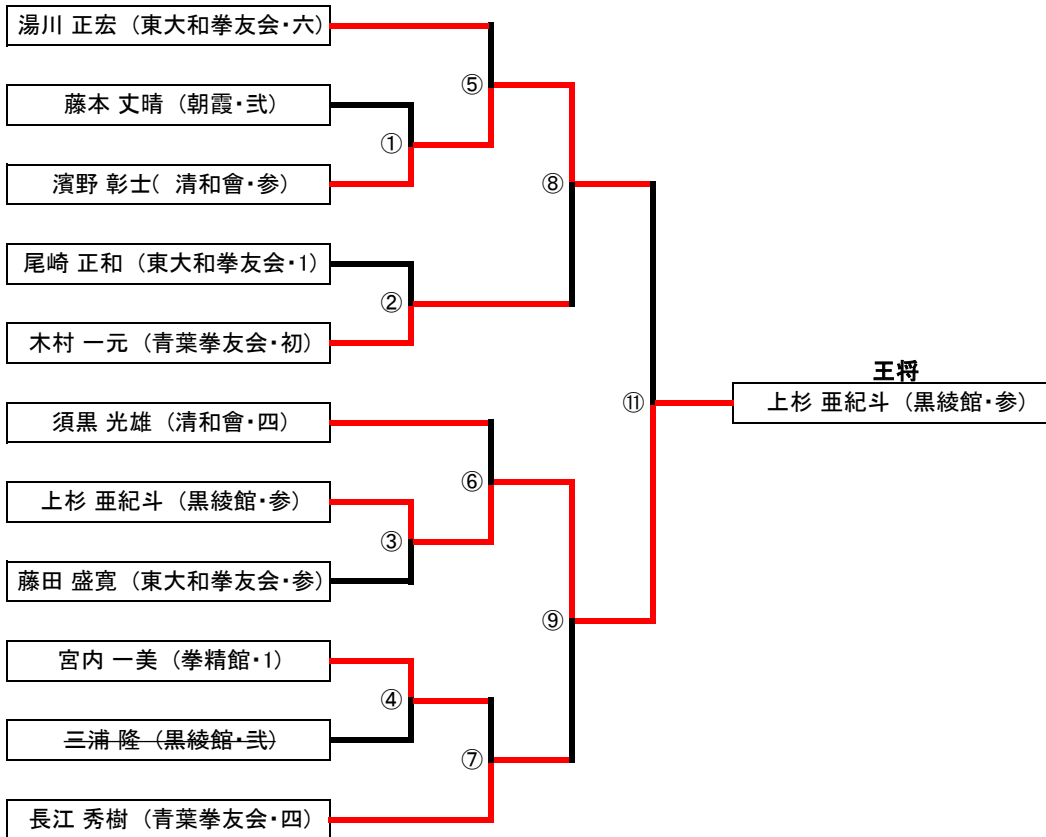 湯川 正宏 (東大和拳友会・六)
⑤
藤本 丈晴 (朝霞・弐)
①
濱野 彰士( 清和會・参)
⑧
尾崎 正和 (東大和拳友会・1)
②
木村 一元 (青葉拳友会・初)
王将
⑪
上杉 亜紀斗 (黒綾館・参)
須黒 光雄 (清和會・四)
⑥
上杉 亜紀斗 (黒綾館・参)
③
藤田 盛寛 (東大和拳友会・参)
⑨
宮内 一美 (拳精館・1)
④
三浦 隆 (黒綾館・弐)
⑦
長江 秀樹 (青葉拳友会・四)